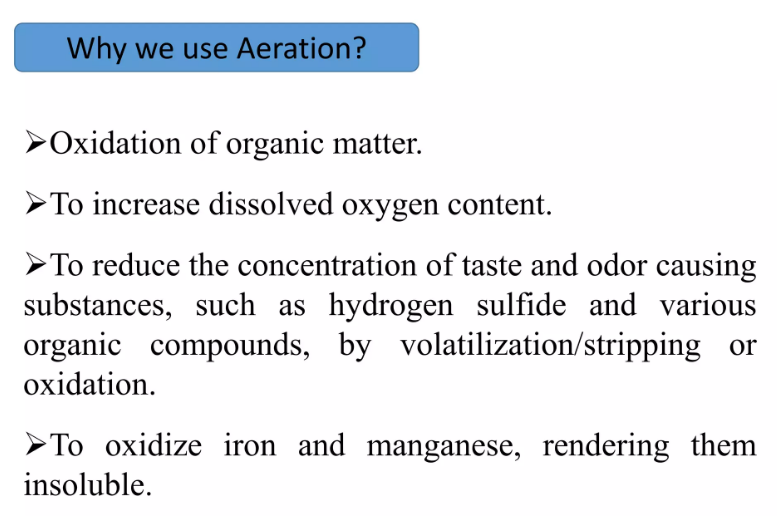 Why we use Aeration?
➢Oxidation of organic matter.
➢To increase dissolved oxygen content.
➢To reduce the concentration of taste and odor causing
substances, such as hydrogen sulfide and various
organic compounds, by volatilization/stripping or
oxidation.
➢To oxidize iron and manganese, rendering them
insoluble.